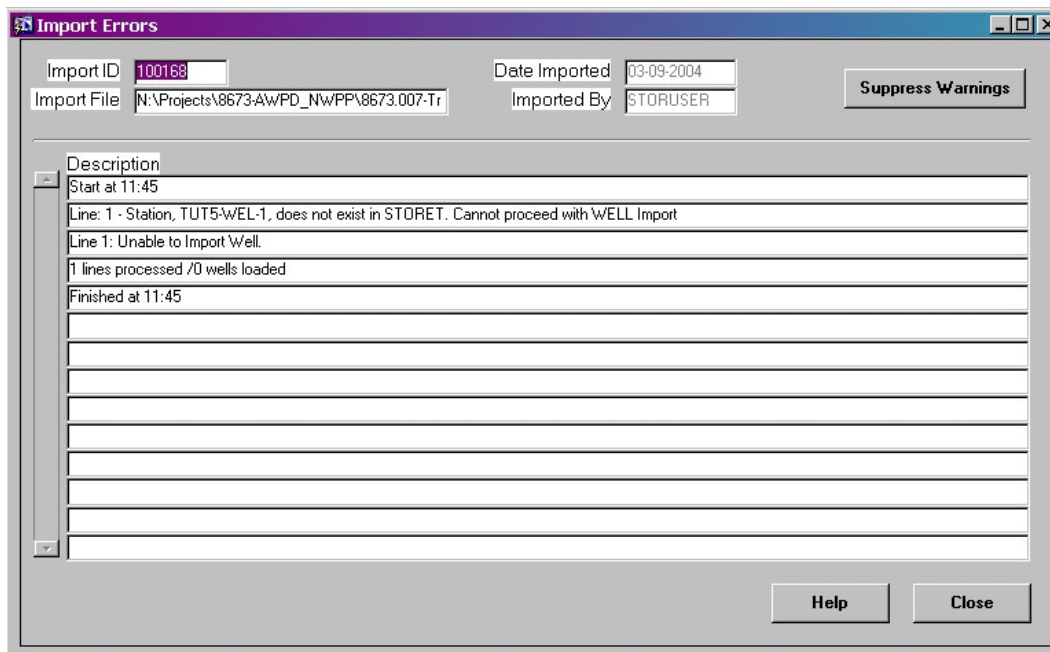 Import Errors
Import ID 100168 Date Imported 03-09-2004
Suppress Warnings
Import File N:\Projects\8673-AWPD_NWPP\8673.007-Tr Imported By STORUSER
Description
Start at 11:45
Line: 1 - Station, TUT5-WEL-1, does not exist in STORET. Cannot proceed with WELL Import
Line 1: Unable to Import Well.
1 lines processed /0 wells loaded
Finished at 11:45
Help Close